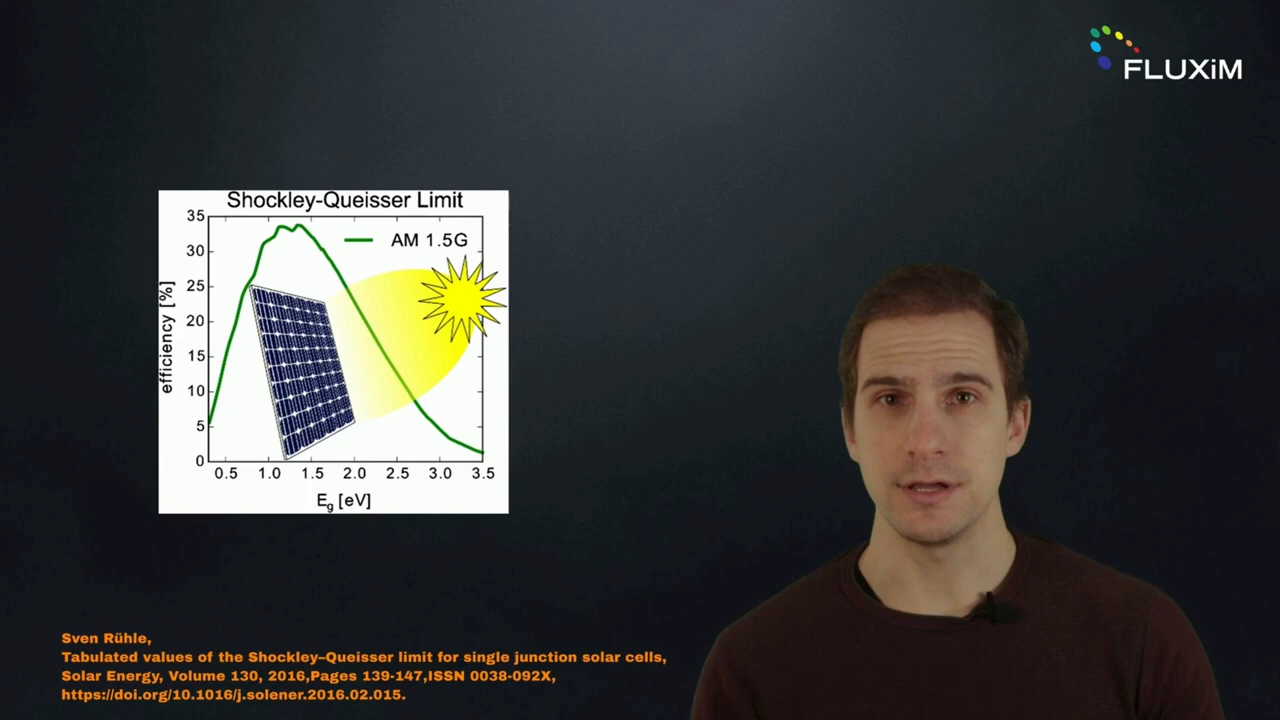 FLUXiM
Shockley-Queisser Limit
AM 1.5G
efficiency [%]
35
30
25
20
15
10
5
0
0.5 1.0 1.5 2.0 2.5 3.0 3.5
Eg [eV]
Sven Rühle,
Tabulated values of the Shockley–Queisser limit for single junction solar cells,
Solar Energy, Volume 130, 2016,Pages 139-147,ISSN 0038-092X,
https://doi.org/10.1016/j.solener.2016.02.015.